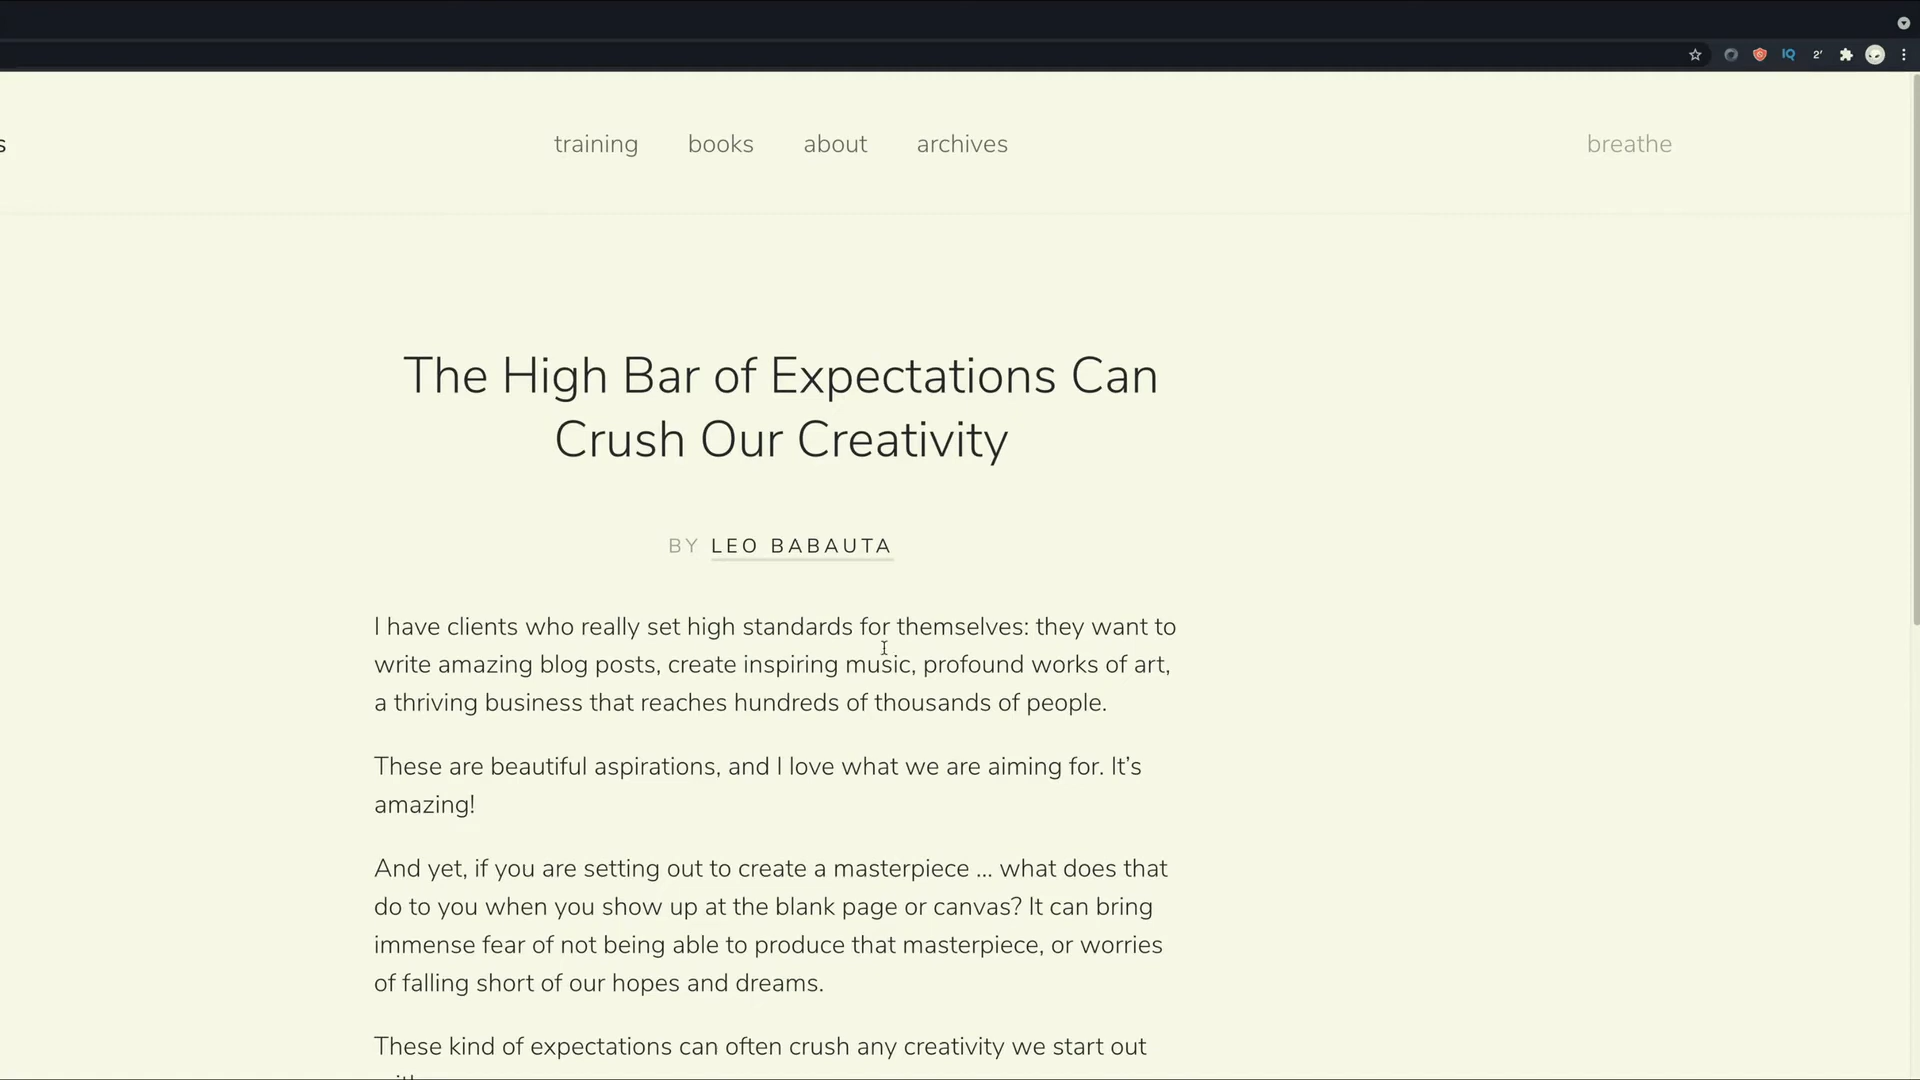 IQ
2′
s
training books about archives breathe
The High Bar of Expectations Can
Crush Our Creativity
BY LEO BABAUTA
I have clients who really set high standards for themselves: they want to
write amazing blog posts, create inspiring music, profound works of art,
a thriving business that reaches hundreds of thousands of people.
These are beautiful aspirations, and I love what we are aiming for. It’s
amazing!
And yet, if you are setting out to create a masterpiece ... what does that
do to you when you show up at the blank page or canvas? It can bring
immense fear of not being able to produce that masterpiece, or worries
of falling short of our hopes and dreams.
These kind of expectations can often crush any creativity we start out